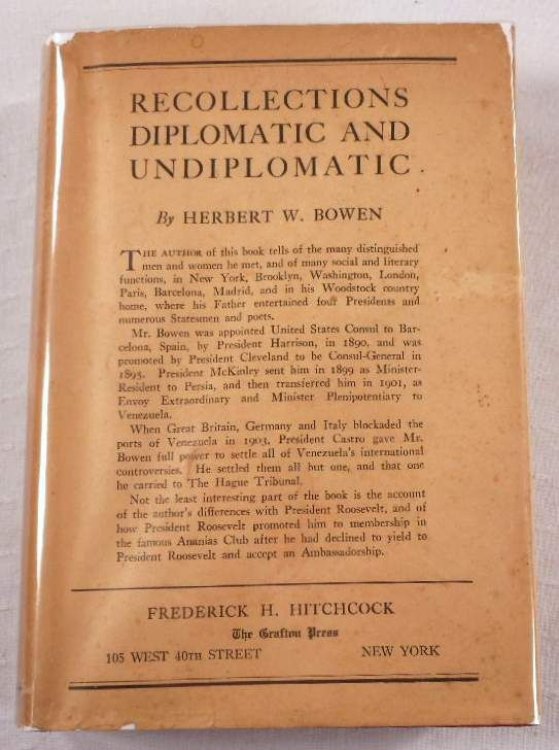 RECOLLECTIONS
DIPLOMATIC AND
UNDIPLOMATIC
By HERBERT W. BOWEN
THE AUTHOR of this book tells of the many distinguished
men and women he met, and of many social and literary
functions, in New York, Brooklyn, Washington, London,
Paris, Barcelona, Madrid, and in his Woodstock country
home, where his Father entertained four Presidents and
numerous Statesmen and poets.
Mr. Bowen was appointed United States Consul to Bar-
celona, Spain, by President Harrison, in 1890, and was
promoted by President Cleveland to be Consul-General in
1895. President McKinley sent him in 1899 as Minister-
Resident to Persia, and then transferred him in 1901, as
Envoy Extraordinary and Minister Plenipotentiary to
Venezuela.
When Great Britain, Germany and Italy blockaded the
ports of Venezuela in 1903, President Castro gave Mr.
Bowen full power to settle all of Venezuela's international
controversies. He settled them all but one, and that one
he carried to The Hague Tribunal.
Not the least interesting part of the book is the account
of the author's differences with President Roosevelt, and of
how President Roosevelt promoted him to membership in
the famous Ananias Club after he had declined to yield to
President Roosevelt and accept an Ambassadorship.
FREDERICK H. HITCHCOCK
The Grafton Press
105 WEST 40TH STREET NEW YORK